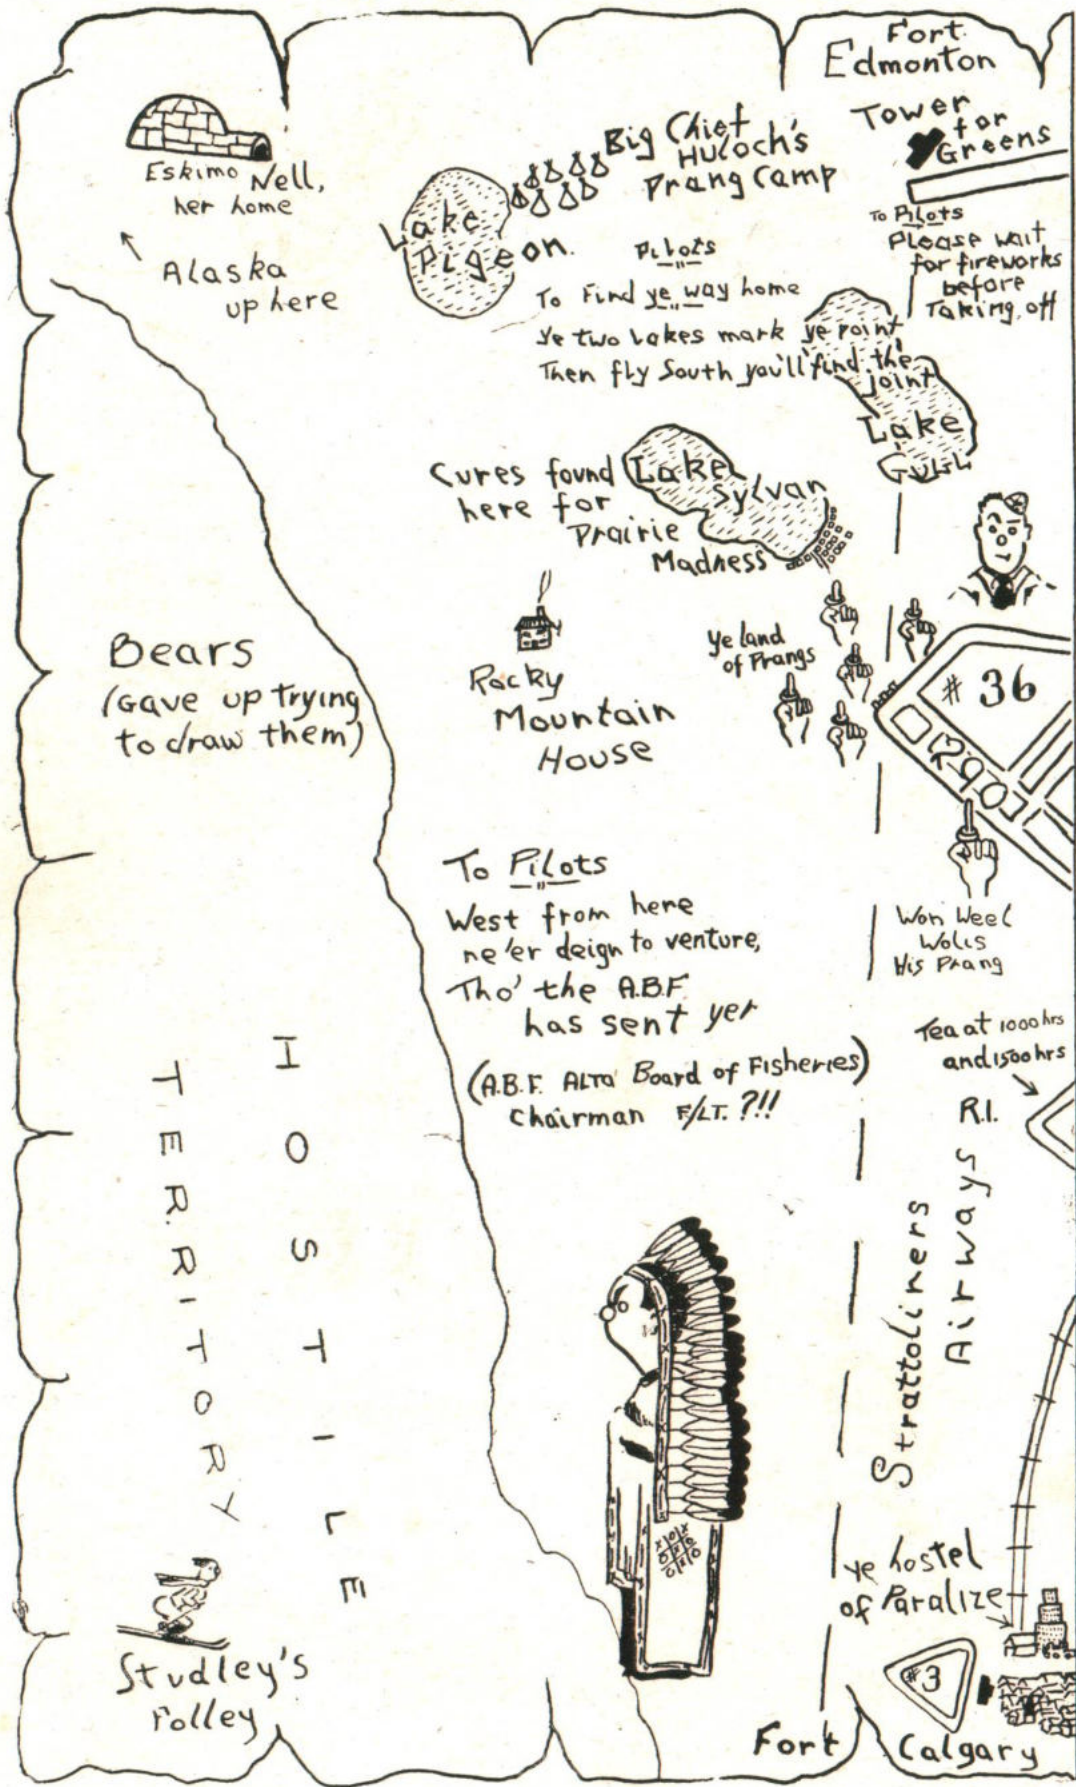 Fort
Edmonton
Tower
for
Greens
Eskimo Nell,
her home
Alaska
up here
Big Chief
Huloch's
Prang Camp
Lake
Pigeon.
Pilots
To Find ye way home
Ye two Lakes mark ye point
Then fly South you'll find the
joint
To Pilots
Please wait
for fireworks
before
Taking off
Lake
Gull
Cures found
here for
Prairie
Madness
Lake
Sylvan
Ye land
of Prangs
Rocky
Mountain
House
Bears
(Gave up trying
to draw them)
# 36
1290
Won Weel
Wolis
His Prang
To Pilots
West from here
ne'er deign to venture,
Tho' the A.B.F.
has sent yer
(A.B.F. ALTA Board of Fisheries)
Chairman F/LT. ?!!
Tea at 1000 hrs
and 1500 hrs
R.I.
HOSTILE
TERRITORY
Strattoliners
Airways
X O X
O X O
O X O
ye hostel
of Paralize
Studley's
Folley
#3
Fort Calgary